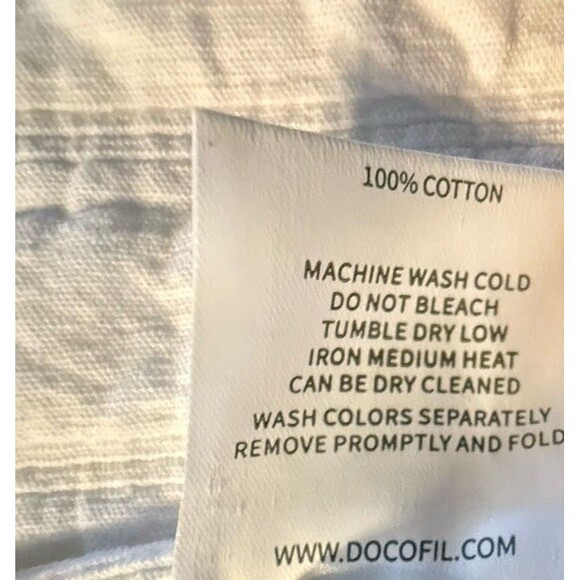 100% COTTON
MACHINE WASH COLD
DO NOT BLEACH
TUMBLE DRY LOW
IRON MEDIUM HEAT
CAN BE DRY CLEANED
WASH COLORS SEPARATELY
REMOVE PROMPTLY AND FOLD
WWW.DOCOFIL.COM